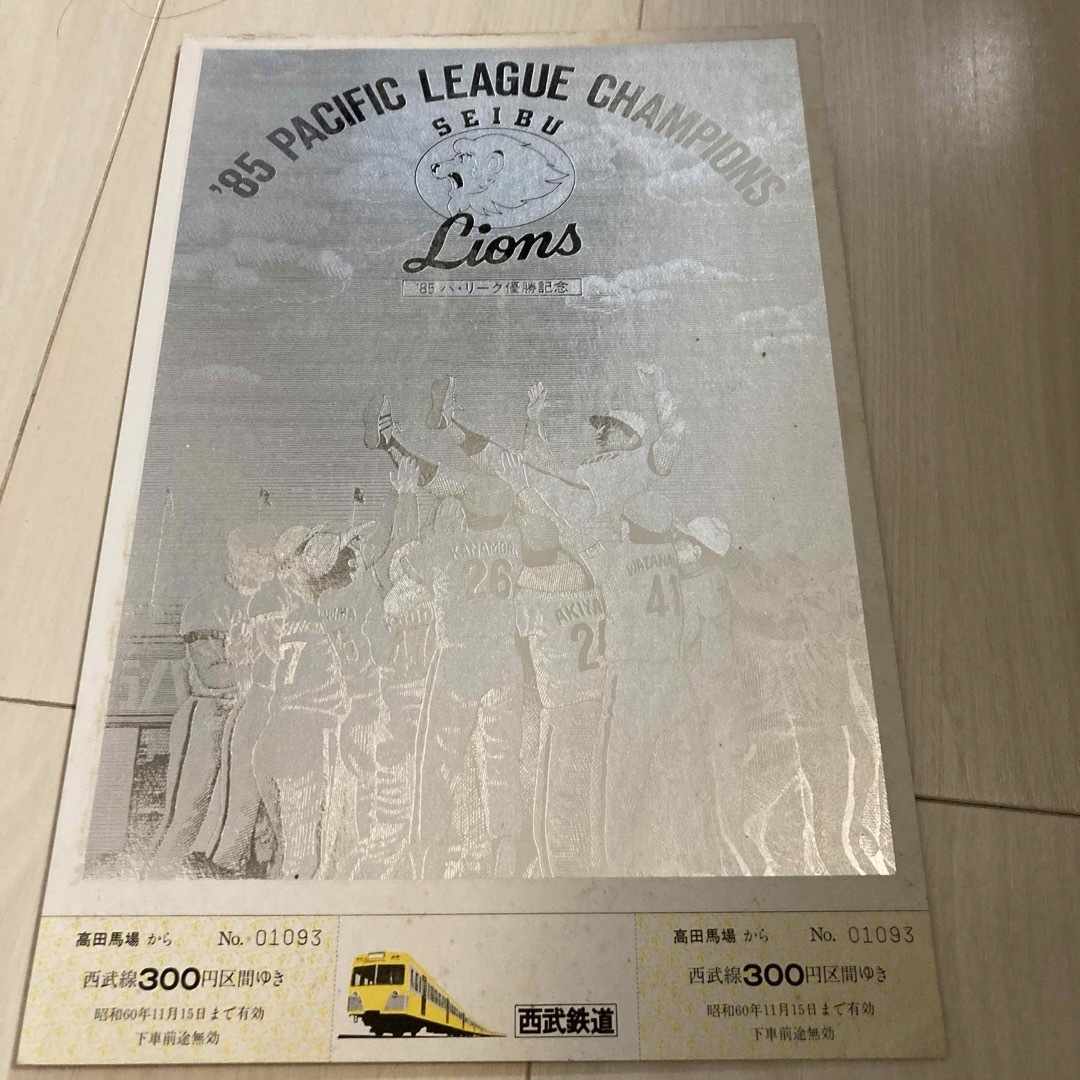 '85 PACIFIC LEAGUE CHAMPIONS
SEIBU
Lions
'85 パ・リーグ優勝記念
KANAMORI
26
AKIYA
2
WATANA
41
7
高田馬場から No. 01093
西武線300円区間ゆき
昭和60年11月15日まで有効
下車前途無効
西武鉄道
高田馬場から No. 01093
西武線300円区間ゆき
昭和60年11月15日まで有効
下車前途無効